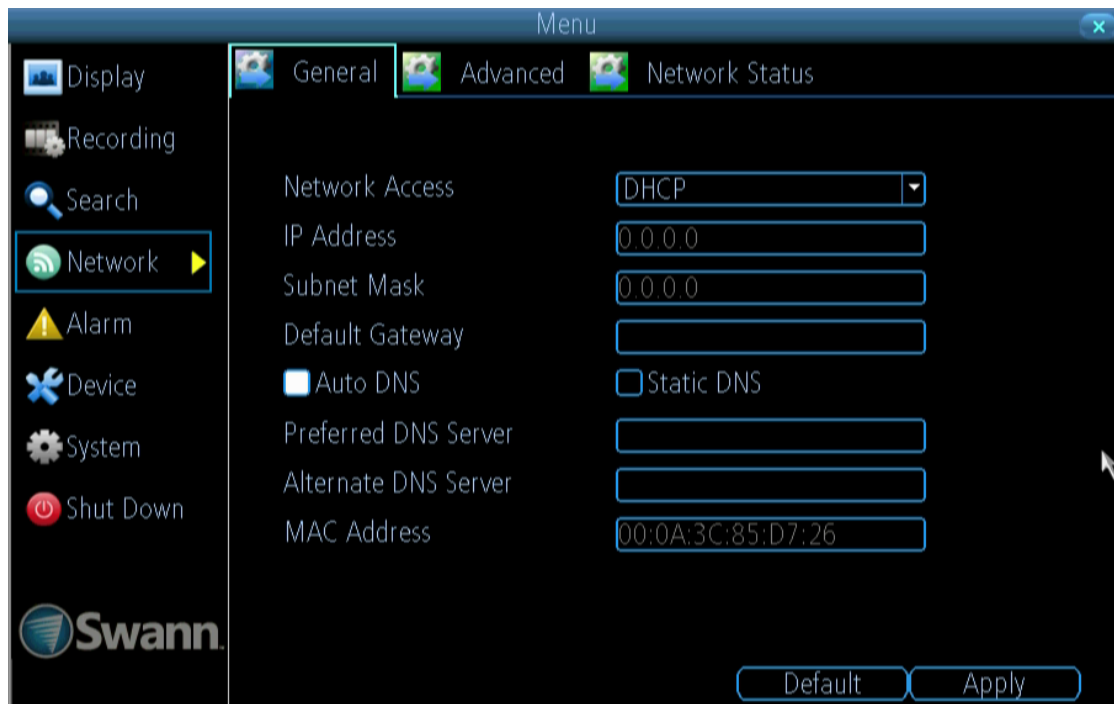 Menu
Display
Recording
Search
Network
Alarm
Device
System
Shut Down
Swann.
General Advanced Network Status
Network Access DHCP
IP Address 0.0.0.0
Subnet Mask 0.0.0.0
Default Gateway
Auto DNS Static DNS
Preferred DNS Server
Alternate DNS Server
MAC Address 00:0A:3C:85:D7:26
Default Apply